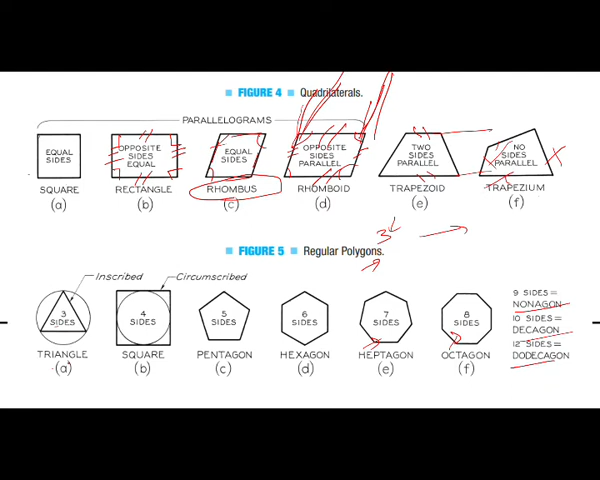 FIGURE 4 Quadrilaterals.
PARALLELOGRAMS
EQUAL
SIDES
OPPOSITE
SIDES
EQUAL
EQUAL
SIDES
OPPOSITE
SIDES
PARALLEL
TWO
SIDES
PARALLEL
NO
SIDES
PARALLEL
SQUARE RECTANGLE RHOMBUS RHOMBOID TRAPEZOID TRAPEZIUM
(a) (b) (c) (d) (e) (f)
3
FIGURE 5 Regular Polygons.
Inscribed Circumscribed
3
SIDES
4
SIDES
5
SIDES
6
SIDES
7
SIDES
8
SIDES
9 SIDES=
NONAGON
10 SIDES=
DECAGON
12 SIDES=
DODECAGON
TRIANGLE SQUARE PENTAGON HEXAGON HEPTAGON OCTAGON
(a) (b) (c) (d) (e) (f)